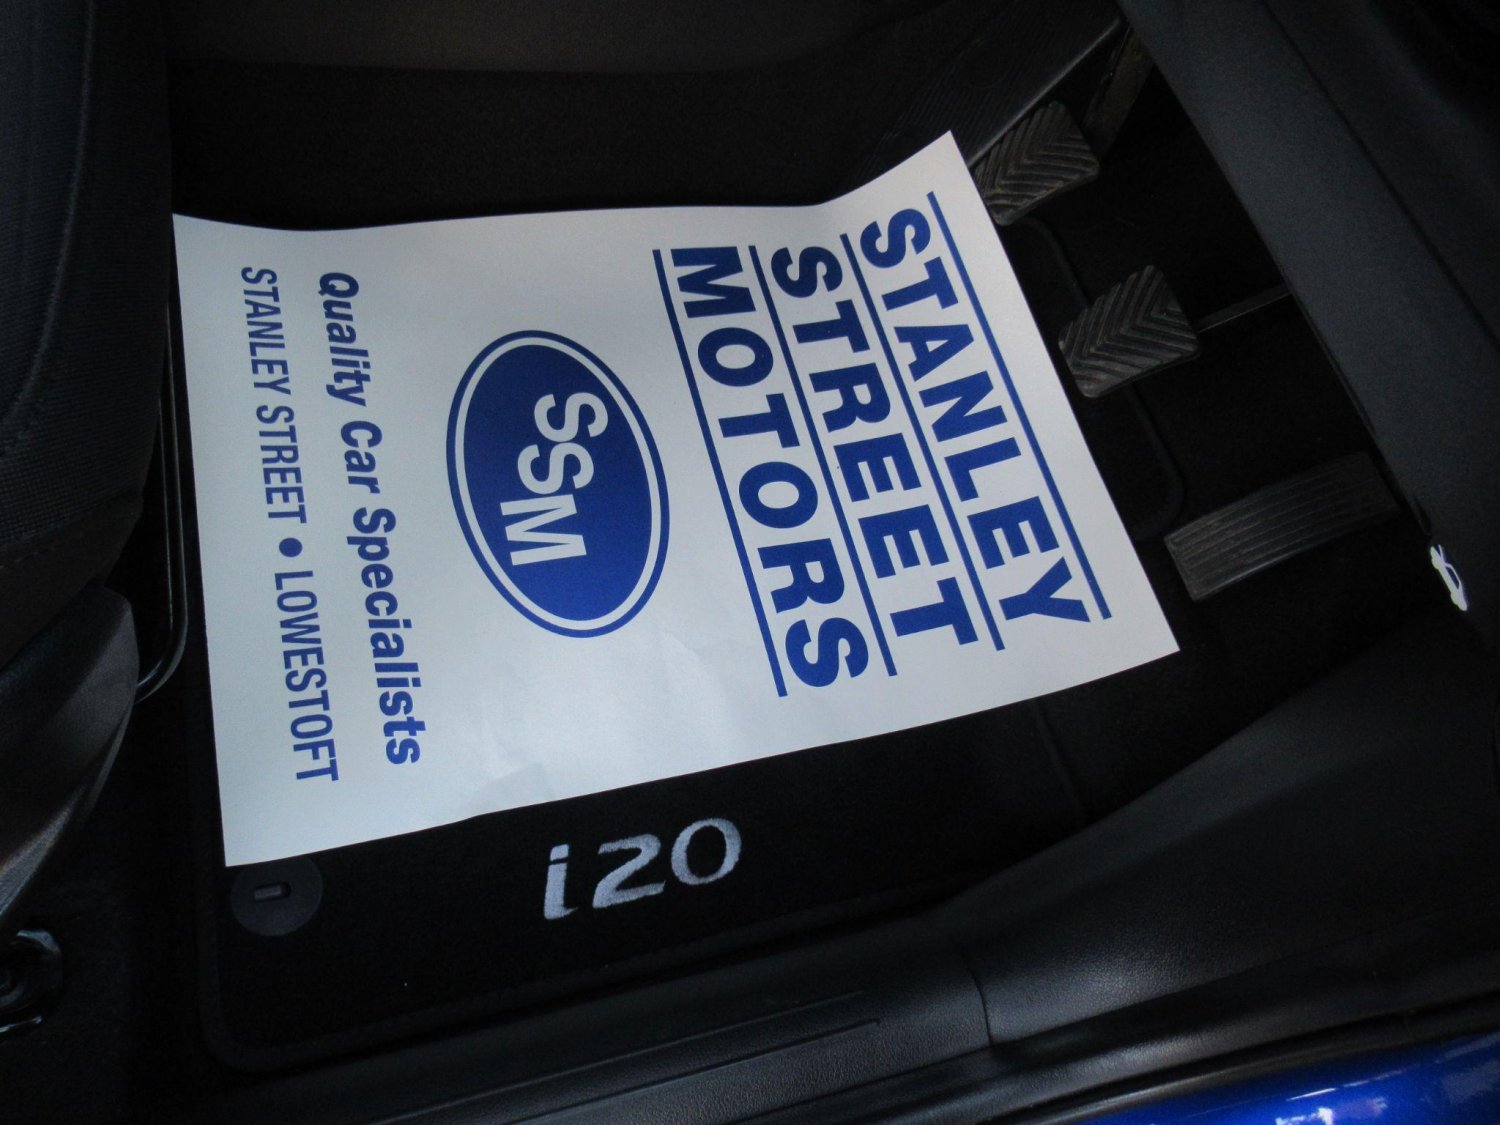 STANLEY
STREET
MOTORS
SSM
Quality Car Specialists
STANLEY STREET • LOWESTOFT
i20